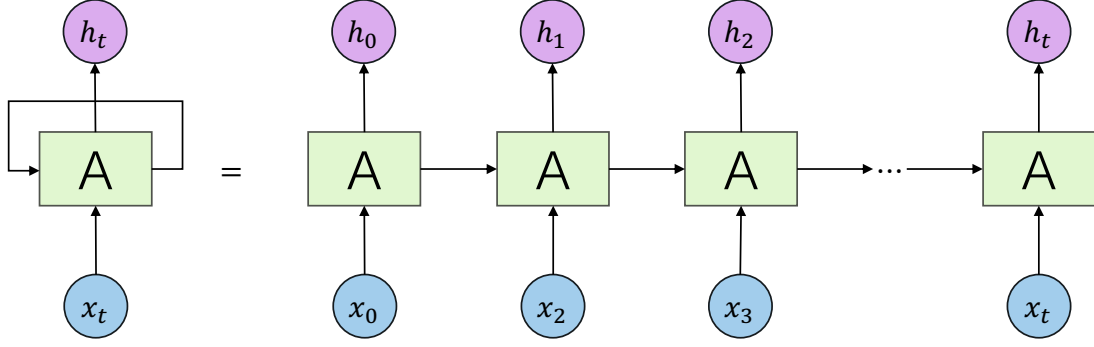 h_t h_0 h_1 h_2 h_t
A = A A A ... A
x_t x_0 x_2 x_3 x_t